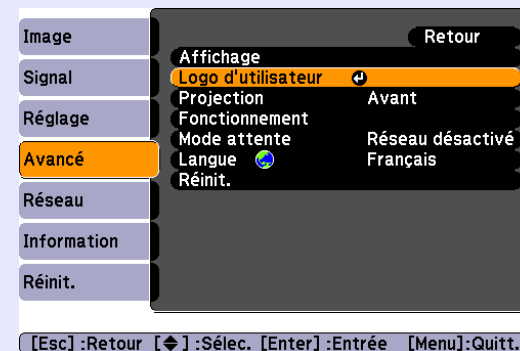 Image
Signal
Réglage
Avancé
Réseau
Information
Réinit.
Retour
Affichage
Logo d'utilisateur
Projection Avant
Fonctionnement
Mode attente Réseau désactivé
Langue Français
Réinit.
[Esc] :Retour [◆] :Sélec. [Enter] :Entrée [Menu]:Quitt.